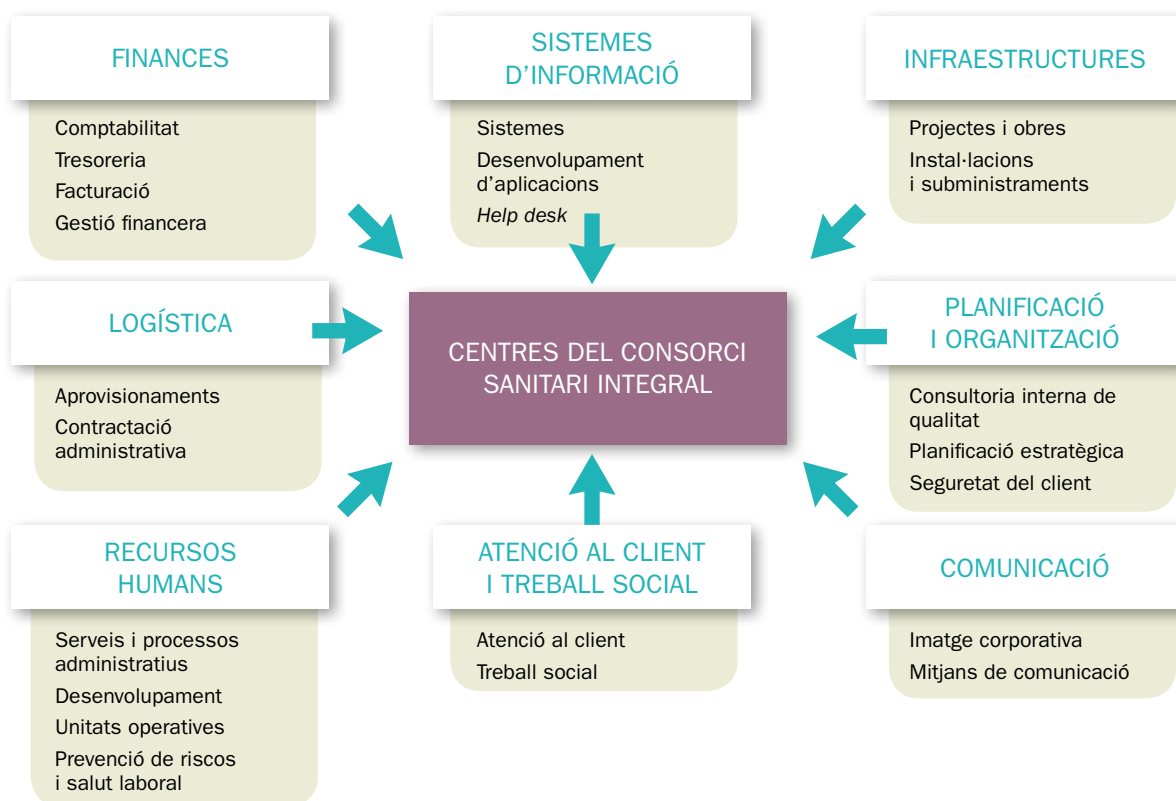 FINANCES
Comptabilitat
Tresoreria
Facturació
Gestió financera
SISTEMES
D’INFORMACIÓ
Sistemes
Desenvolupament
d’aplicacions
Help desk
INFRAESTRUCTURES
Projectes i obres
Instal·lacions
i subministraments
LOGÍSTICA
Aprovisionaments
Contractació
administrativa
CENTRES DEL CONSORCI
SANITARI INTEGRAL
PLANIFICACIÓ
I ORGANITZACIÓ
Consultoria interna de
qualitat
Planificació estratègica
Seguretat del client
RECURSOS
HUMANS
Serveis i processos
administratius
Desenvolupament
Unitats operatives
Prevenció de riscos
i salut laboral
ATENCIÓ AL CLIENT
I TREBALL SOCIAL
Atenció al client
Treball social
COMUNICACIÓ
Imatge corporativa
Mitjans de comunicació